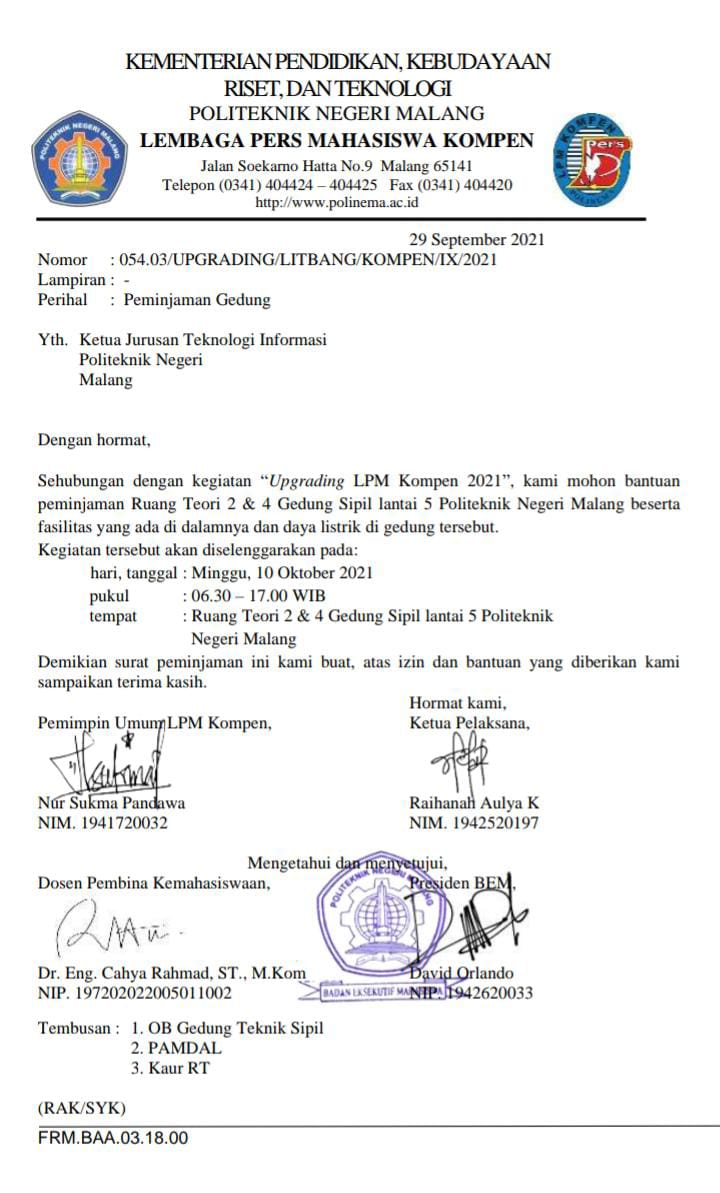 KEMENTERIAN PENDIDIKAN, KEBUDAYAAN
RISET, DAN TEKNOLOGI
POLITEKNIK NEGERI MALANG
LEMBAGA PERS MAHASISWA KOMPEN
Jalan Soekarno Hatta No.9 Malang 65141
Telepon (0341) 404424 – 404425 Fax (0341) 404420
http://www.polinema.ac.id
POLITEKNIK NEGERI MALANG
LPM KOMPEN
Pers
POLINEMA
29 September 2021
Nomor : 054.03/UPGRADING/LITBANG/KOMPEN/IX/2021
Lampiran : -
Perihal : Peminjaman Gedung
Yth. Ketua Jurusan Teknologi Informasi
Politeknik Negeri
Malang
Dengan hormat,
Sehubungan dengan kegiatan “Upgrading LPM Kompen 2021”, kami mohon bantuan
peminjaman Ruang Teori 2 & 4 Gedung Sipil lantai 5 Politeknik Negeri Malang beserta
fasilitas yang ada di dalamnya dan daya listrik di gedung tersebut.
Kegiatan tersebut akan diselenggarakan pada:
hari, tanggal : Minggu, 10 Oktober 2021
pukul : 06.30 – 17.00 WIB
tempat : Ruang Teori 2 & 4 Gedung Sipil lantai 5 Politeknik
Negeri Malang
Demikian surat peminjaman ini kami buat, atas izin dan bantuan yang diberikan kami
sampaikan terima kasih.
Hormat kami,
Pemimpin Umum LPM Kompen, Ketua Pelaksana,
Nur Sukma Pandawa Raihanah Aulya K
NIM. 1941720032 NIM. 1942520197
Mengetahui dan menyetujui,
Dosen Pembina Kemahasiswaan, Presiden BEM,
POLITEKNIK NEGERI MALANG
Dr. Eng. Cahya Rahmad, ST., M.Kom David Orlando
NIP. 197202022005011002 NIP. 1942620033
BADAN EKSEKUTIF
Tembusan : 1. OB Gedung Teknik Sipil
2. PAMDAL
3. Kaur RT
(RAK/SYK)
FRM.BAA.03.18.00